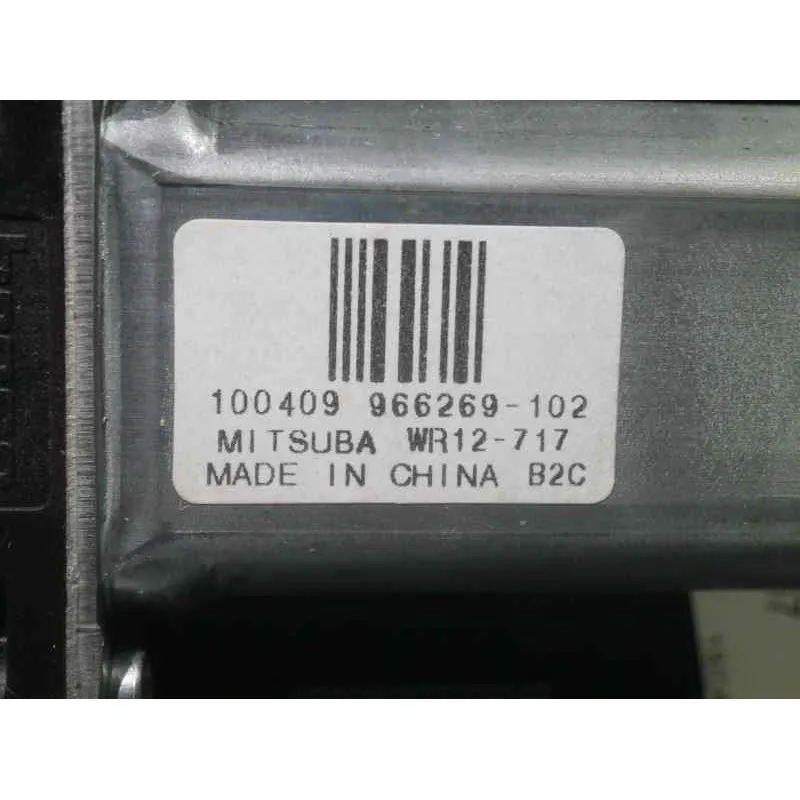 100409 966269-102
MITSUBA WR12-717
MADE IN CHINA B2C